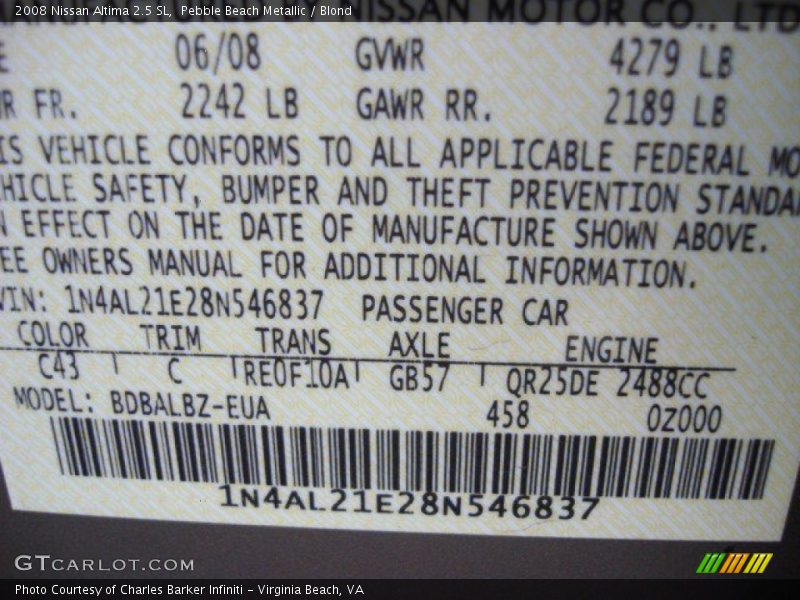 2008 Nissan Altima 2.5 SL, Pebble Beach Metallic / Blond
NISSAN MOTOR CO., LTD
06/08 GVWR 4279 LB
FR. 2242 LB GAWR RR. 2189 LB
IS VEHICLE CONFORMS TO ALL APPLICABLE FEDERAL MO
HICLE SAFETY, BUMPER AND THEFT PREVENTION STANDA
EFFECT ON THE DATE OF MANUFACTURE SHOWN ABOVE.
EE OWNERS MANUAL FOR ADDITIONAL INFORMATION.
VIN: 1N4AL21E28N546837 PASSENGER CAR
COLOR TRIM TRANS AXLE ENGINE
C43 C RE0F10A GB57 QR25DE 2488CC
MODEL: BDBALBZ-EUA 458 0Z000
1N4AL21E28N546837
GTCARLOT.COM
Photo Courtesy of Charles Barker Infiniti - Virginia Beach, VA